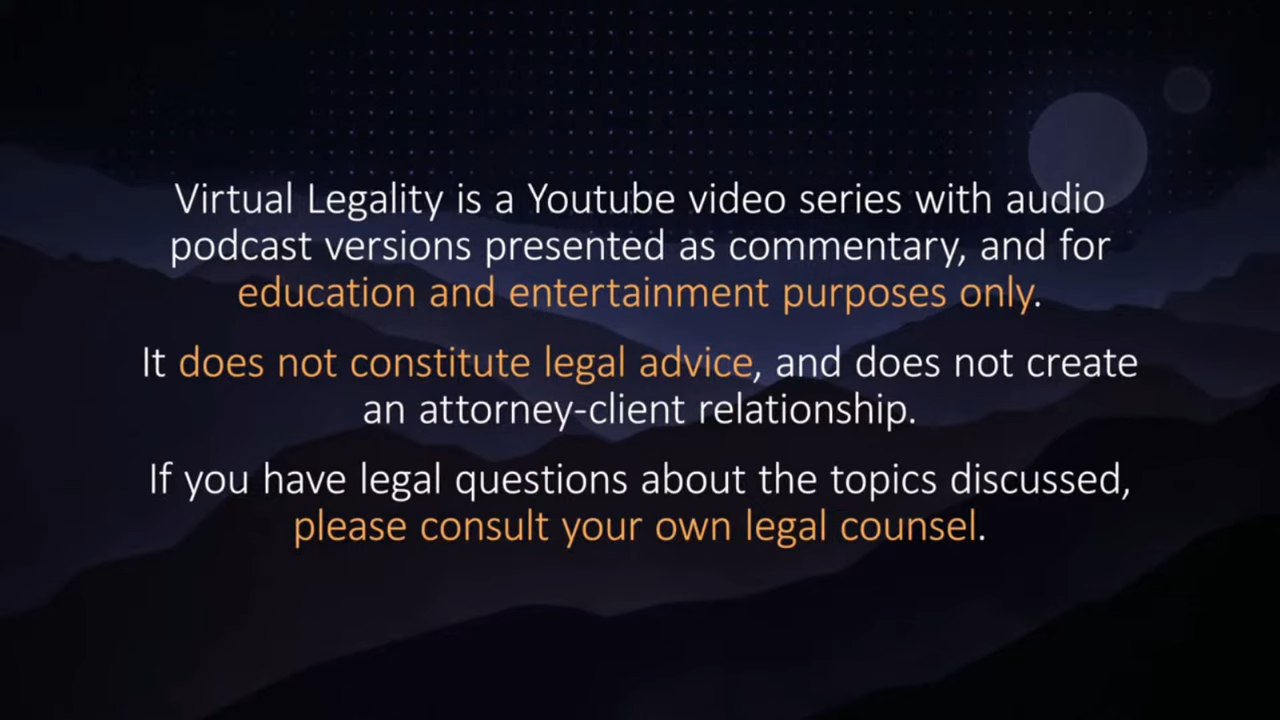 Virtual Legality is a Youtube video series with audio
podcast versions presented as commentary, and for
education and entertainment purposes only.
It does not constitute legal advice, and does not create
an attorney-client relationship.
If you have legal questions about the topics discussed,
please consult your own legal counsel.